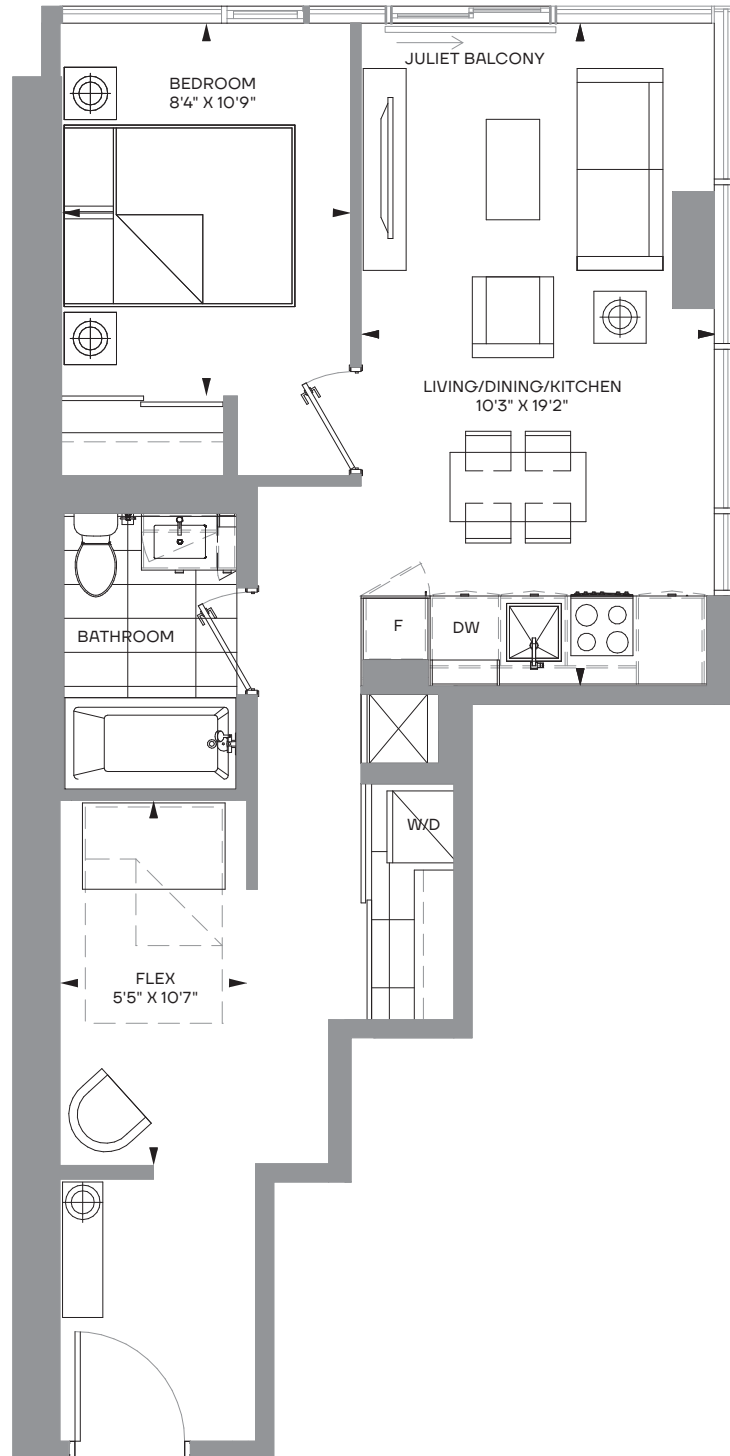 JULIET BALCONY
BEDROOM
8'4" X 10'9"
LIVING/DINING/KITCHEN
10'3" X 19'2"
F
DW
BATHROOM
W/D
FLEX
5'5" X 10'7"